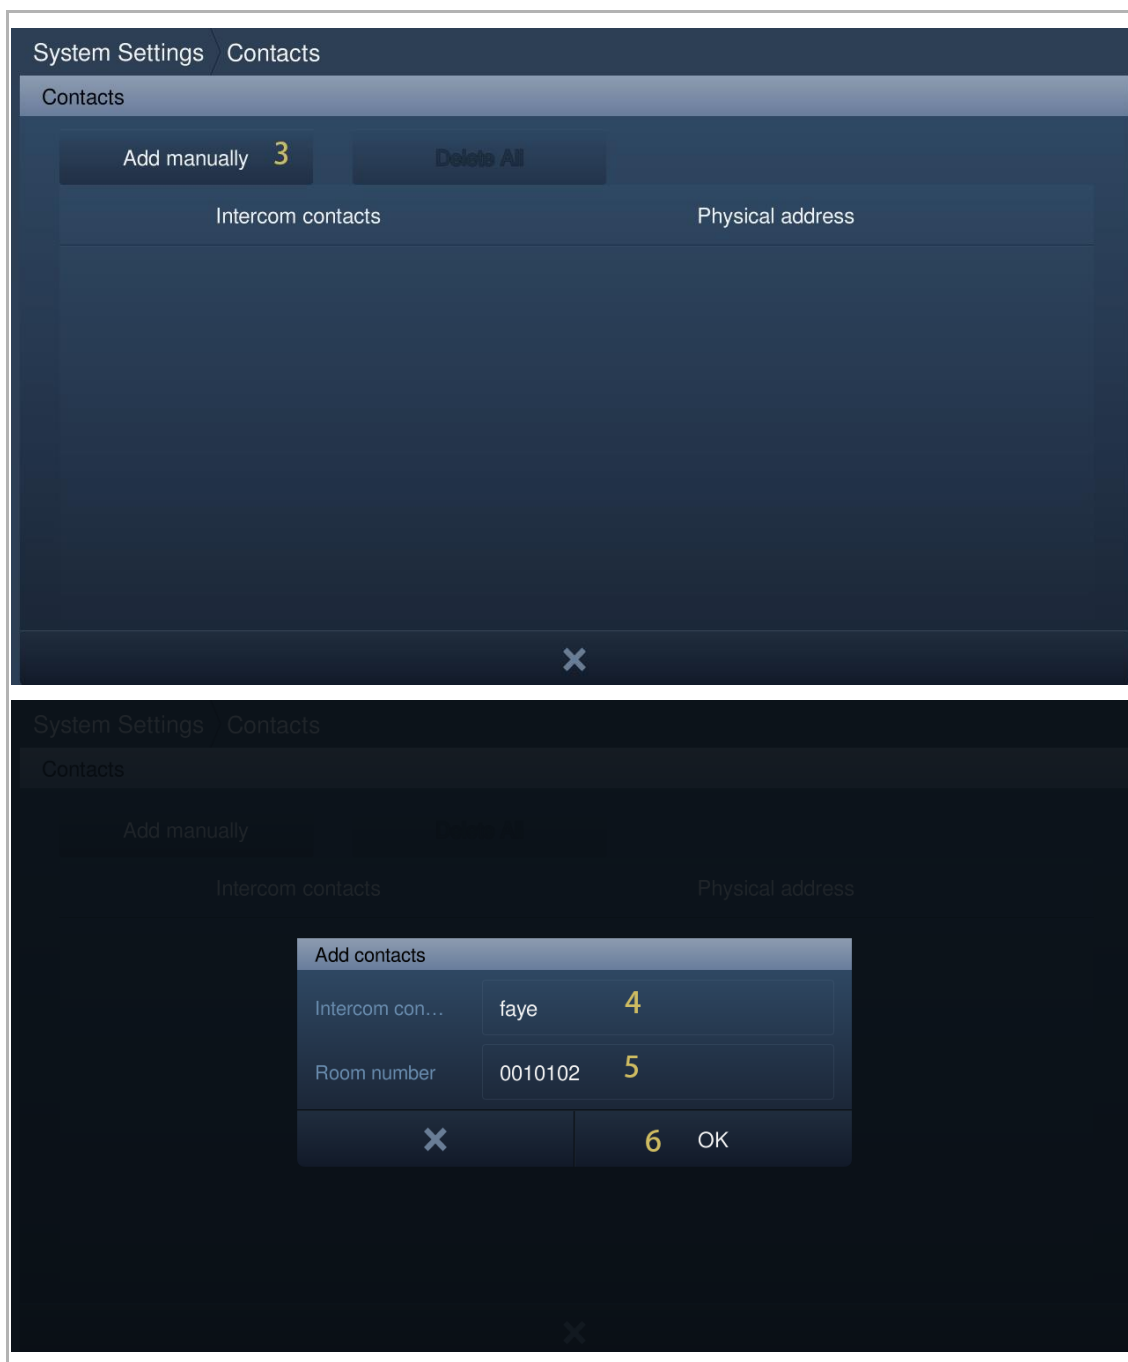 System Settings Contacts
Contacts
Add manually 3 Delete All
Intercom contacts Physical address
System Settings Contacts
Contacts
Add manually
Intercom contacts Physical address
Add contacts
Intercom con... faye 4
Room number 0010102 5
6 OK